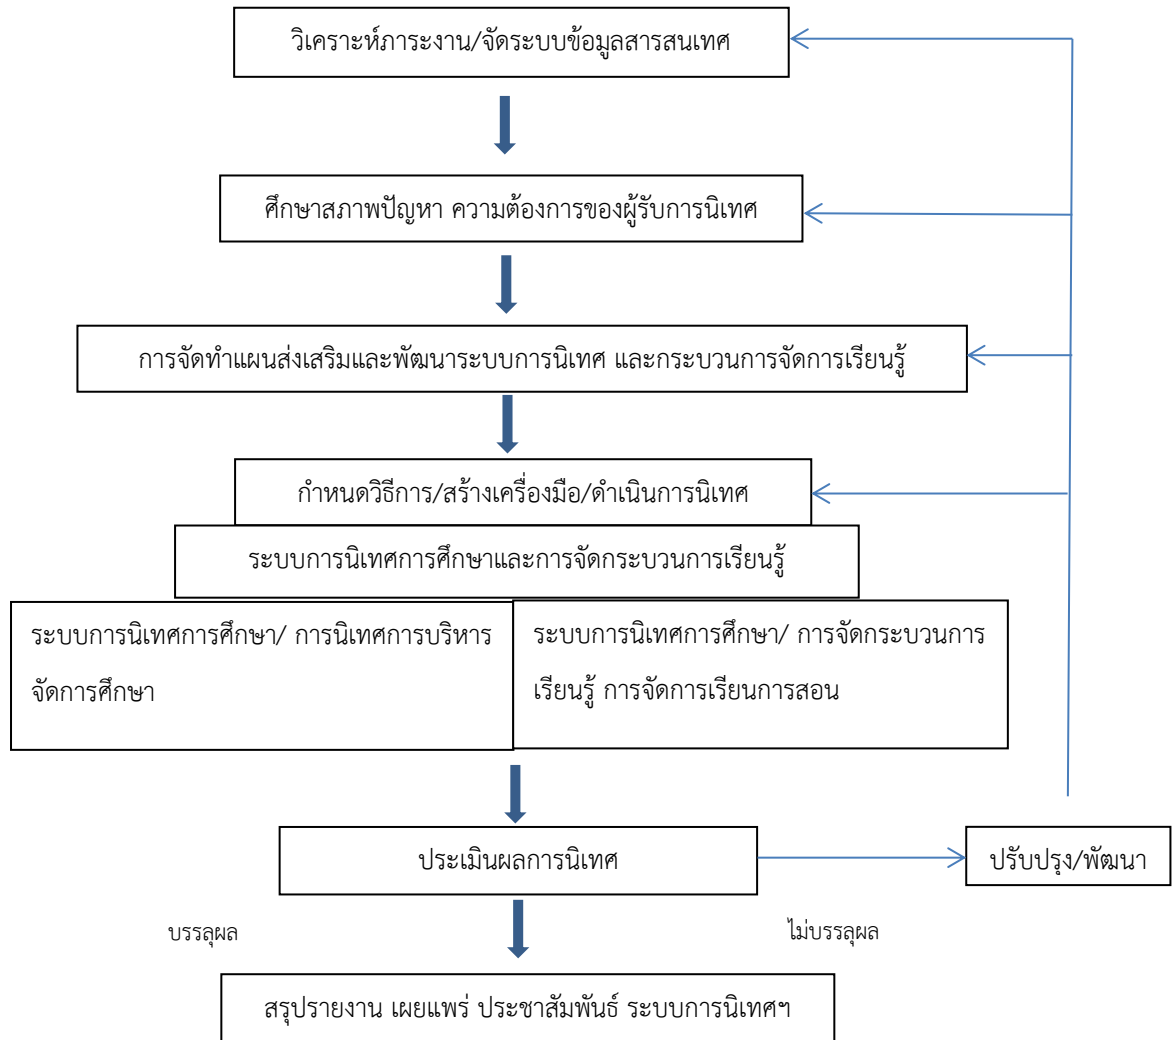 วิเคราะห์ภาระงาน/จัดระบบข้อมูลสารสนเทศ
ศึกษาสภาพปัญหา ความต้องการของผู้รับการนิเทศ
การจัดทำแผนส่งเสริมและพัฒนาระบบการนิเทศ และกระบวนการจัดการเรียนรู้
กำหนดวิธีการ/สร้างเครื่องมือ/ดำเนินการนิเทศ
ระบบการนิเทศการศึกษาและการจัดกระบวนการเรียนรู้
ระบบการนิเทศการศึกษา/ การนิเทศการบริหาร
จัดการศึกษา
ระบบการนิเทศการศึกษา/ การจัดกระบวนการ
เรียนรู้ การจัดการเรียนการสอน
ประเมินผลการนิเทศ
ปรับปรุง/พัฒนา
บรรลุผล
ไม่บรรลุผล
สรุปรายงาน เผยแพร่ ประชาสัมพันธ์ ระบบการนิเทศฯ